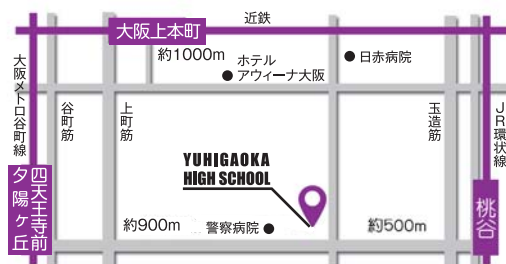 近鉄
大阪上本町
約1000m
ホテル
アウィーナ大阪
日赤病院
大阪メトロ谷町線
谷町筋
上町筋
玉造筋
JR環状線
YUHIGAOKA
HIGH SCHOOL
四天王寺前
夕陽ヶ丘
約900m
警察病院
約500m
桃谷